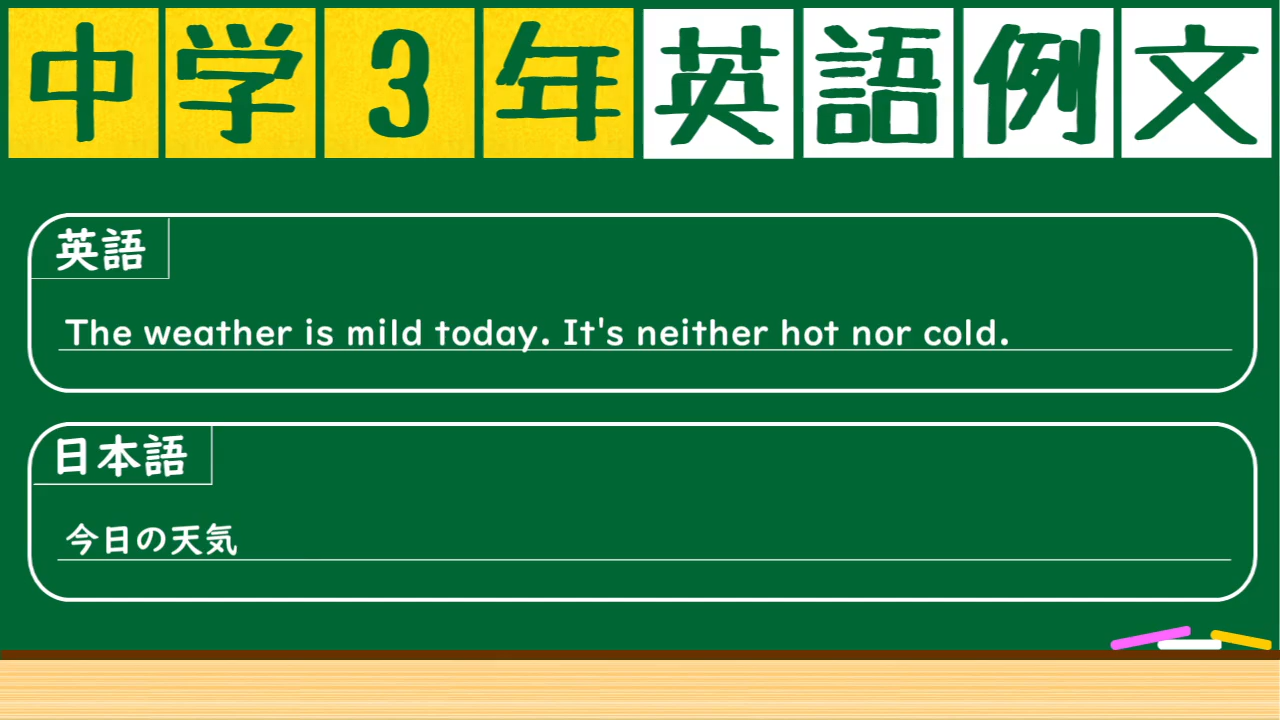 中学3年英語例文
英語
The weather is mild today. It's neither hot nor cold.
日本語
今日の天気